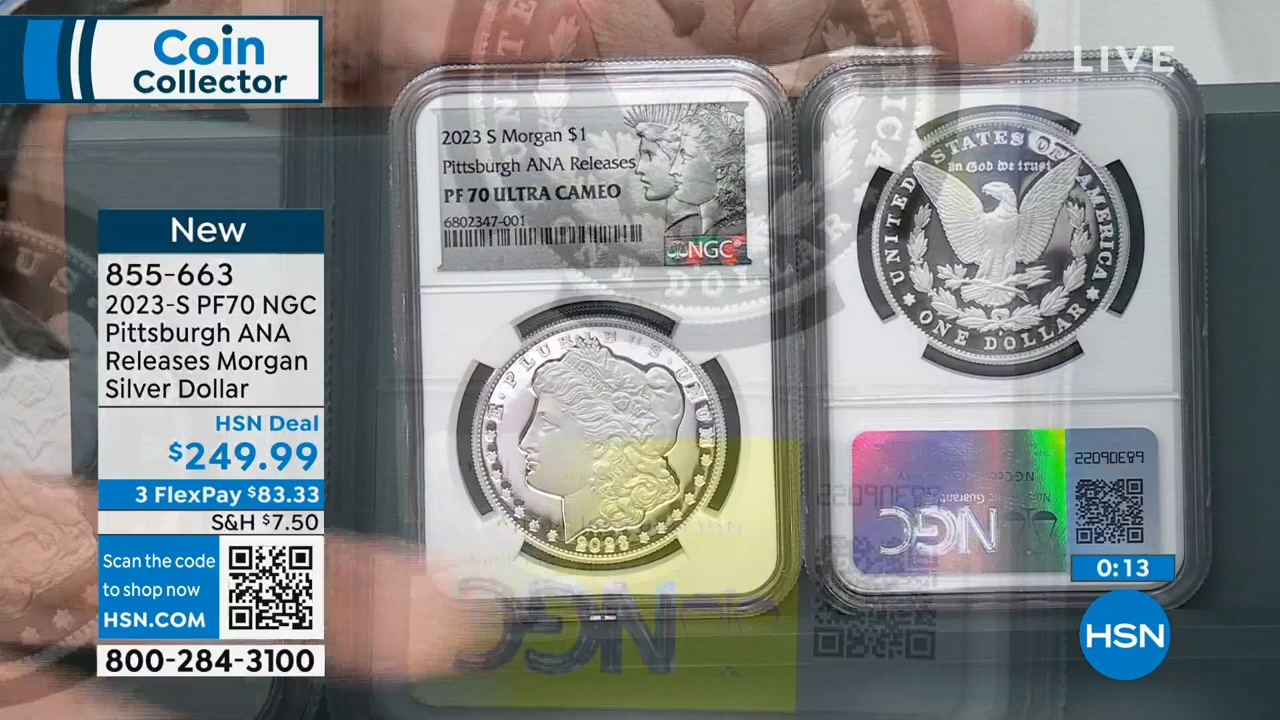 Coin
Collector
LIVE
New
855-663
2023-S PF70 NGC
Pittsburgh ANA
Releases Morgan
Silver Dollar
HSN Deal
$249.99
3 FlexPay $83.33
S&H $7.50
Scan the code
to shop now
HSN.COM
800-284-3100
2023 S Morgan $1
Pittsburgh ANA Releases
PF 70 ULTRA CAMEO
6802347-001
NGC
E PLURIBUS UNUM
2023
UNITED STATES OF AMERICA
In God we trust
ONE DOLLAR
NGC
0:13
HSN
DOLLAR
NGC